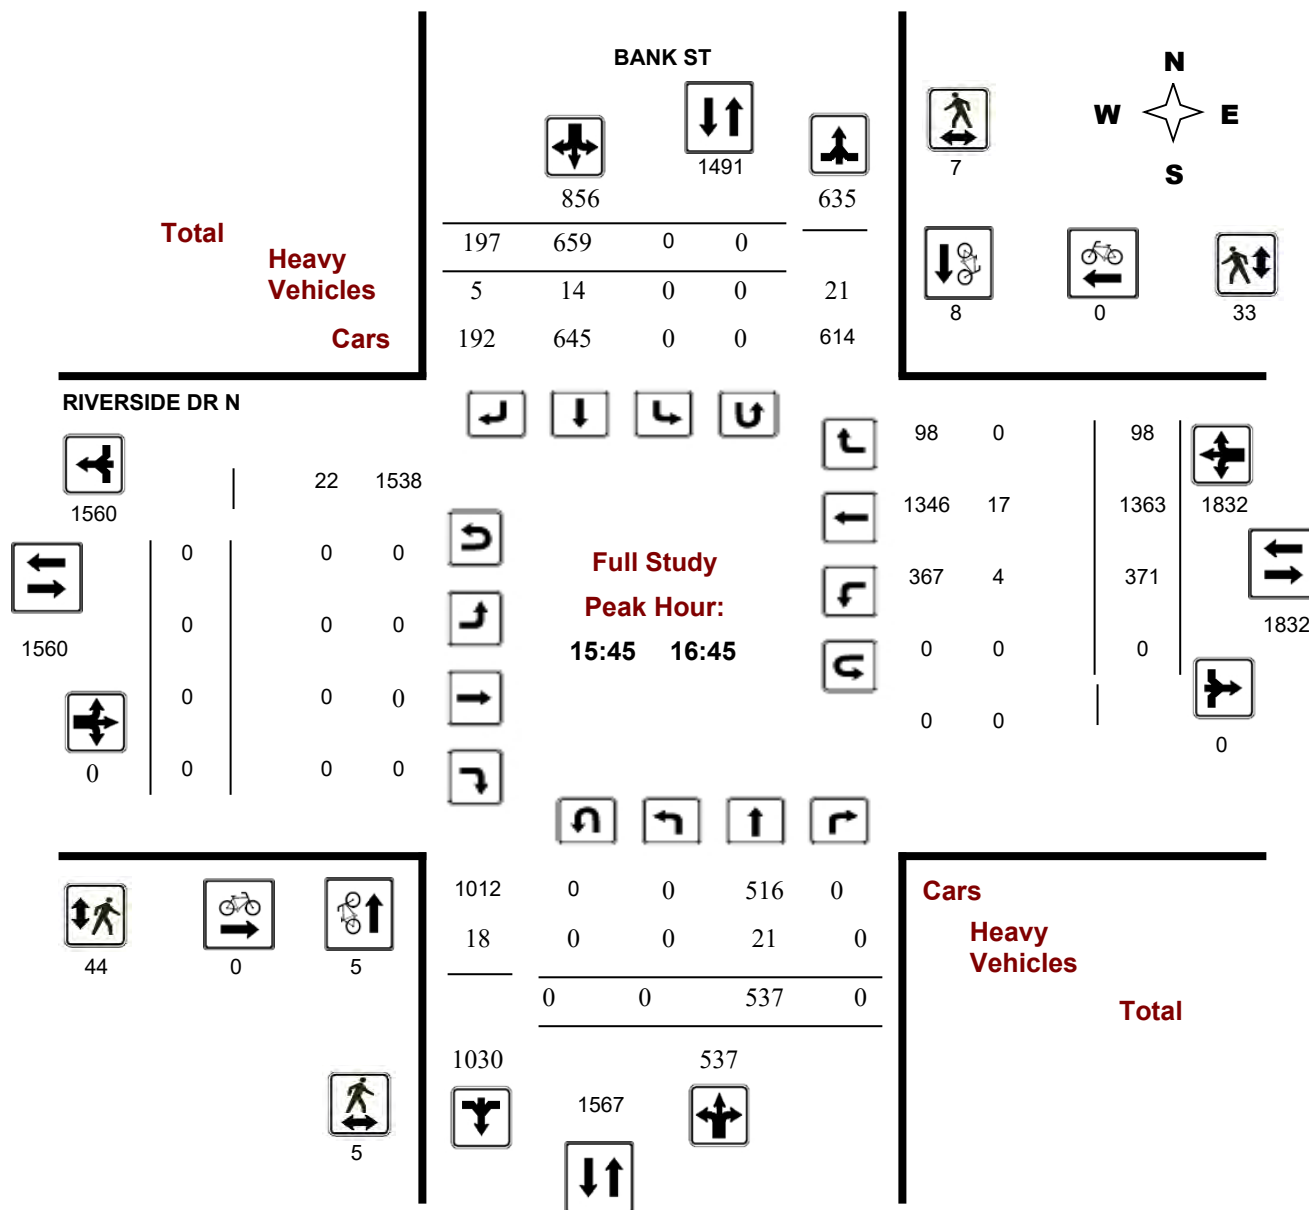 BANK ST
N
W E
S
1491
7
856 635
Total 197 659 0 0
Heavy
Vehicles 5 14 0 0 21
8 0 33
Cars 192 645 0 0 614
RIVERSIDE DR N
98 0 98
22 1538
1560
1346 17 1363 1832
0 0 0
Full Study
367 4 371
Peak Hour:
0 0 0
1832
1560
15:45 16:45
0 0 0
0 0 0
0 0
0
0 0 0 0
1012 0 0 516 0 Cars
18 0 0 21 0 Heavy
Vehicles
44 0 5
0 0 537 0
Total
1030 537
1567
5